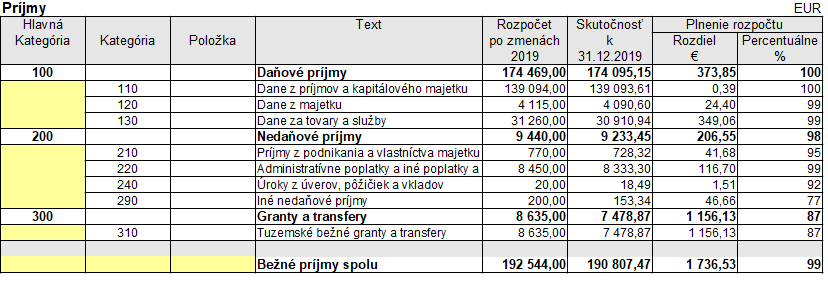 Príjmy EUR
Hlavná Kategória Kategória Položka Text Rozpočet po zmenách 2019 Skutočnosť k 31.12.2019 Plnenie rozpočtu
Rozdiel € Percentuálne %
100 Daňové príjmy 174 469,00 174 095,15 373,85 100
110 Dane z príjmov a kapitálového majetku 139 094,00 139 093,61 0,39 100
120 Dane z majetku 4 115,00 4 090,60 24,40 99
130 Dane za tovary a služby 31 260,00 30 910,94 349,06 99
200 Nedaňové príjmy 9 440,00 9 233,45 206,55 98
210 Príjmy z podnikania a vlastníctva majetku 770,00 728,32 41,68 95
220 Administratívne poplatky a iné poplatky a 8 450,00 8 333,30 116,70 99
240 Úroky z úverov, pôžičiek a vkladov 20,00 18,49 1,51 92
290 Iné nedaňové príjmy 200,00 153,34 46,66 77
300 Granty a transfery 8 635,00 7 478,87 1 156,13 87
310 Tuzemské bežné granty a transfery 8 635,00 7 478,87 1 156,13 87
Bežné príjmy spolu 192 544,00 190 807,47 1 736,53 99